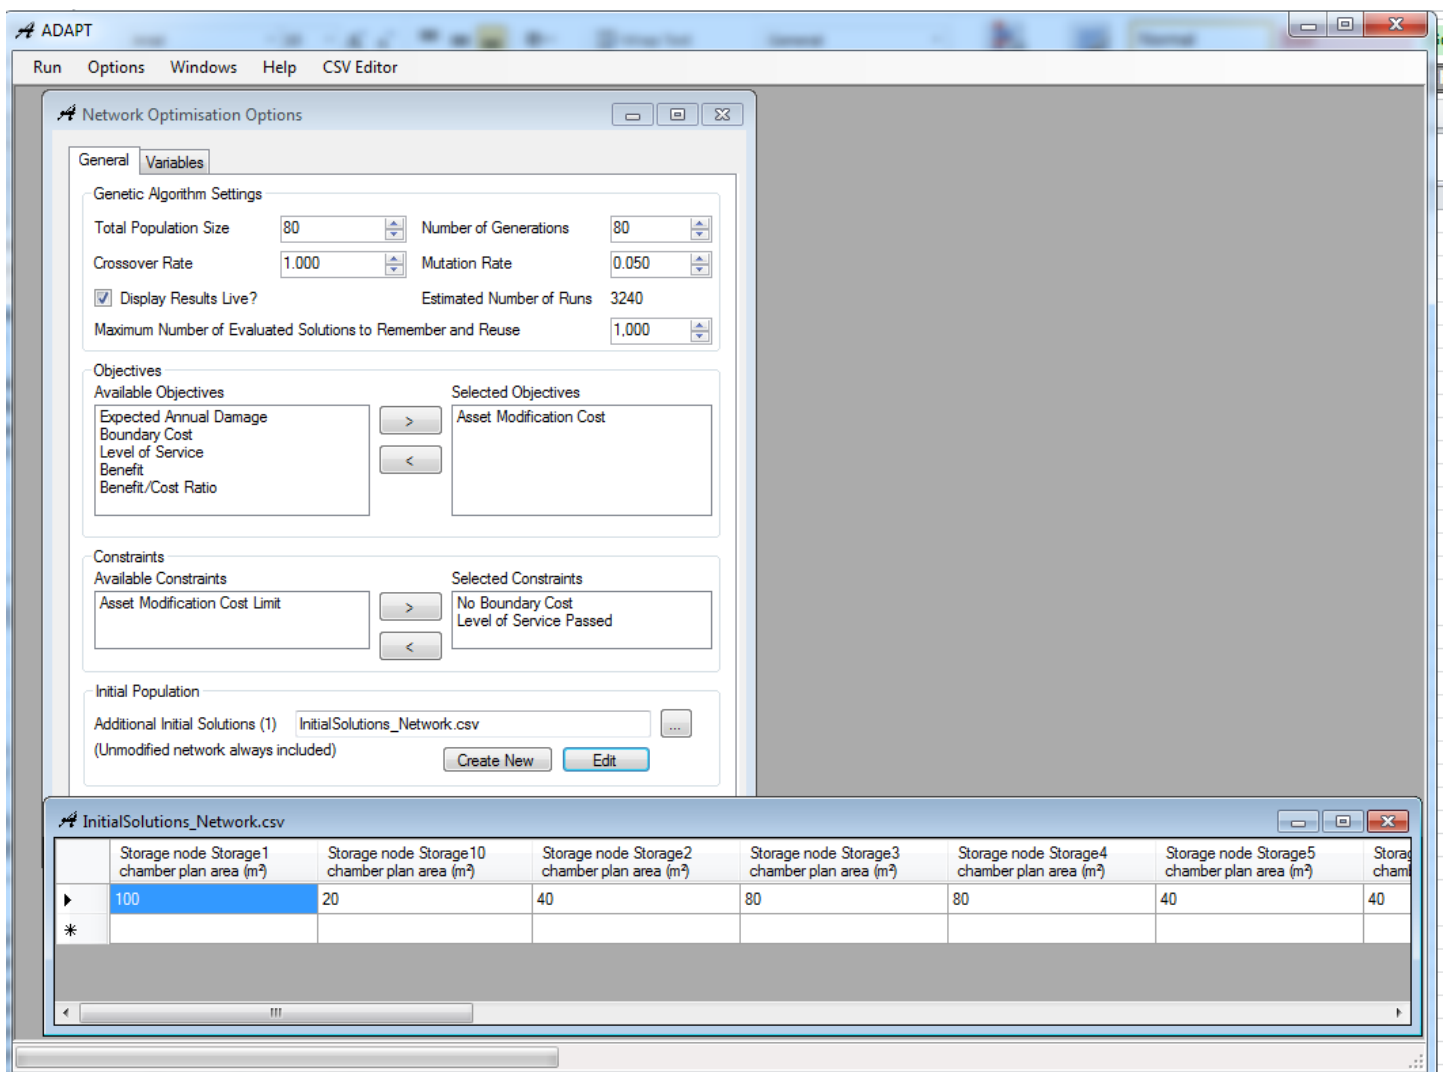 ADAPT
Run Options Windows Help CSV Editor
Network Optimisation Options
General Variables
Genetic Algorithm Settings
Total Population Size 80 Number of Generations 80
Crossover Rate 1.000 Mutation Rate 0.050
Display Results Live? Estimated Number of Runs 3240
Maximum Number of Evaluated Solutions to Remember and Reuse 1,000
Objectives
Available Objectives Selected Objectives
Expected Annual Damage > Asset Modification Cost
Boundary Cost
Level of Service
Benefit <
Benefit/Cost Ratio
Constraints
Available Constraints Selected Constraints
Asset Modification Cost Limit > No Boundary Cost
Level of Service Passed
<
Initial Population
Additional Initial Solutions (1) InitialSolutions_Network.csv ...
(Unmodified network always included) Create New Edit
InitialSolutions_Network.csv
Storage node Storage1 Storage node Storage10 Storage node Storage2 Storage node Storage3 Storage node Storage4 Storage node Storage5
chamber plan area (m²) chamber plan area (m²) chamber plan area (m²) chamber plan area (m²) chamber plan area (m²) chamber plan area (m²)
100 20 40 80 80 40 40